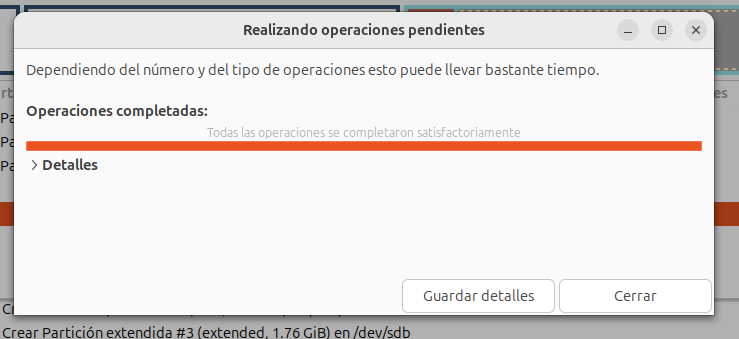 Realizando operaciones pendientes
Dependiendo del número y del tipo de operaciones esto puede llevar bastante tiempo.
Operaciones completadas:
Todas las operaciones se completaron satisfactoriamente
Detalles
Guardar detalles
Cerrar
Crear Partición extendida #3 (extended, 1.76 GiB) en /dev/sdb